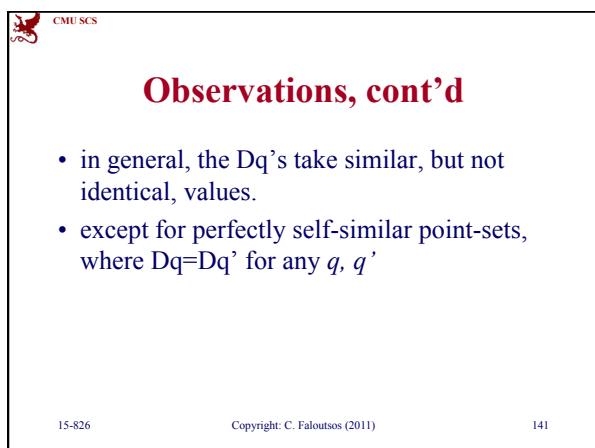 CMU SCS
Observations, cont’d
• in general, the Dq’s take similar, but not
identical, values.
• except for perfectly self-similar point-sets,
where Dq=Dq’ for any q, q’
15-826 Copyright: C. Faloutsos (2011) 141